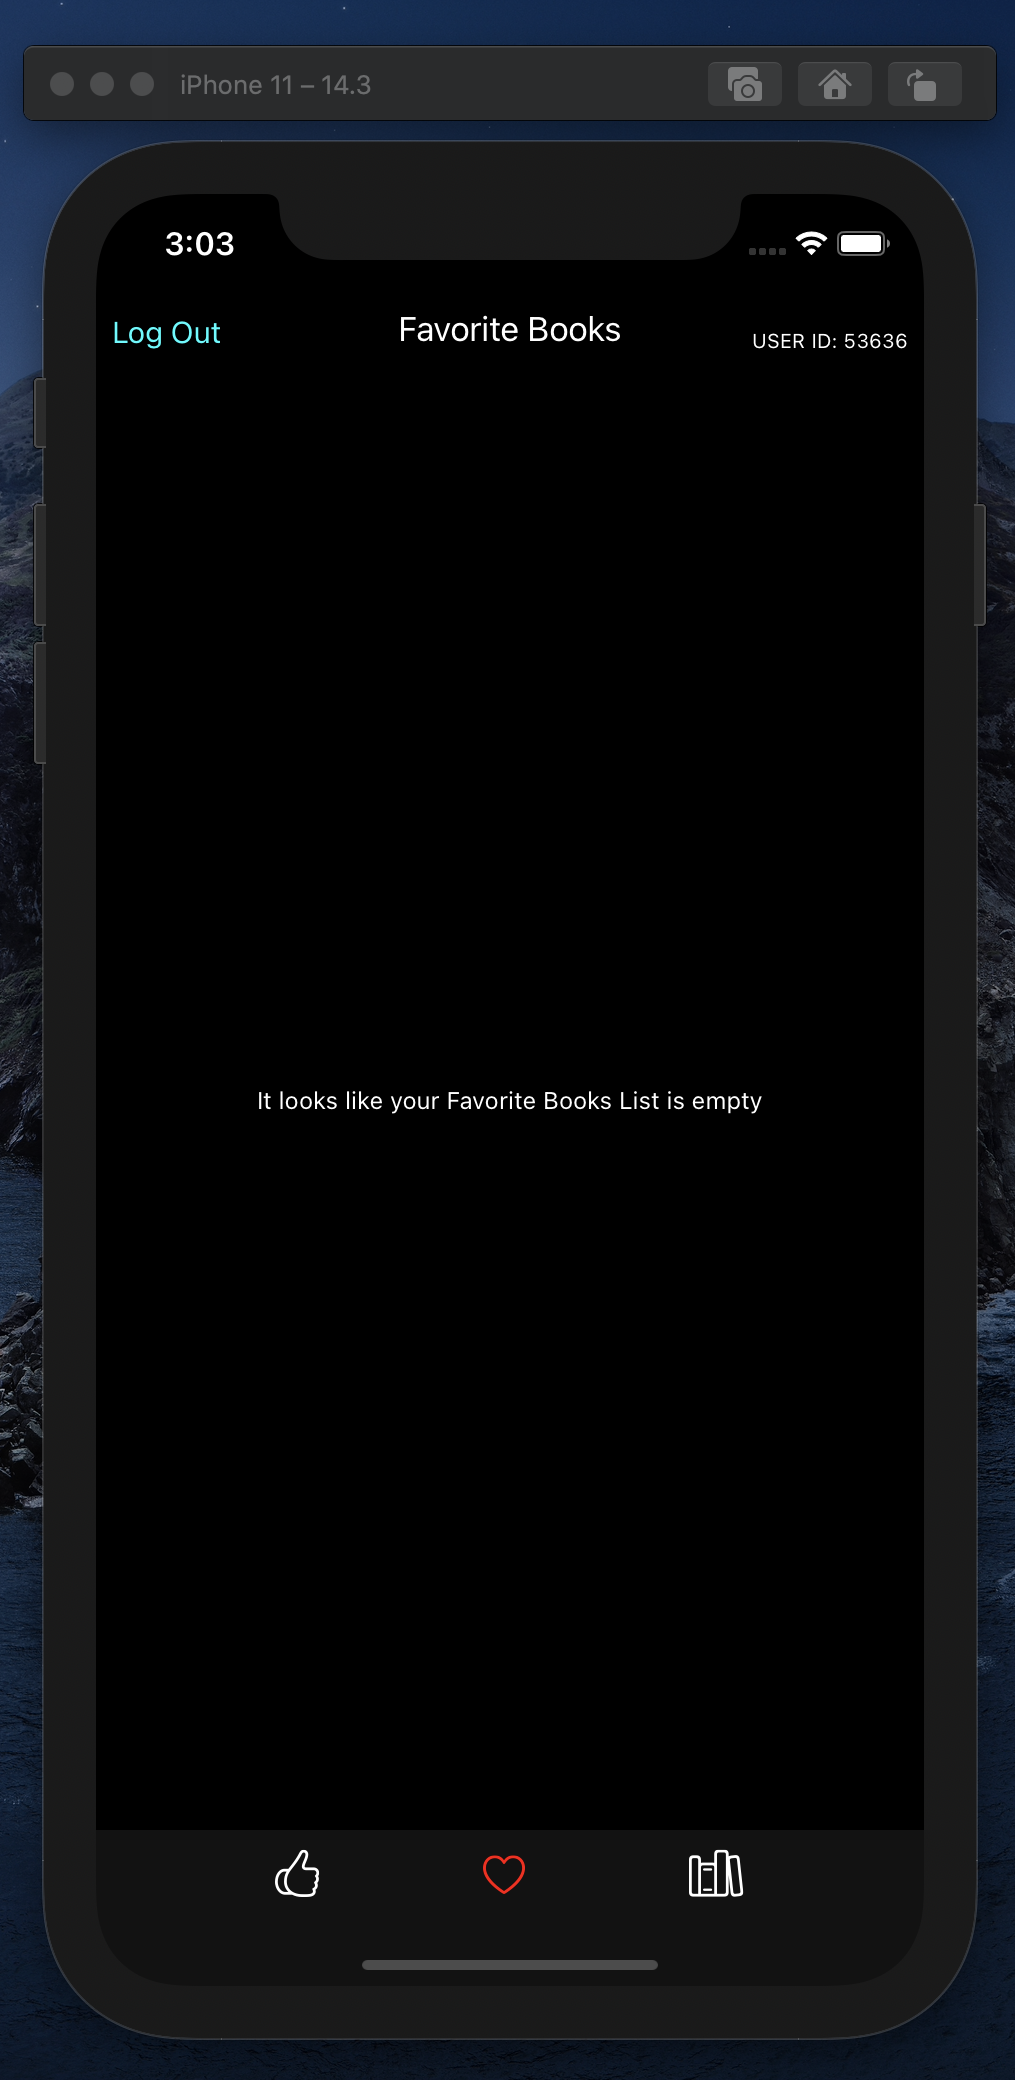 iPhone 11 – 14.3
3:03
Log Out
Favorite Books
USER ID: 53636
It looks like your Favorite Books List is empty